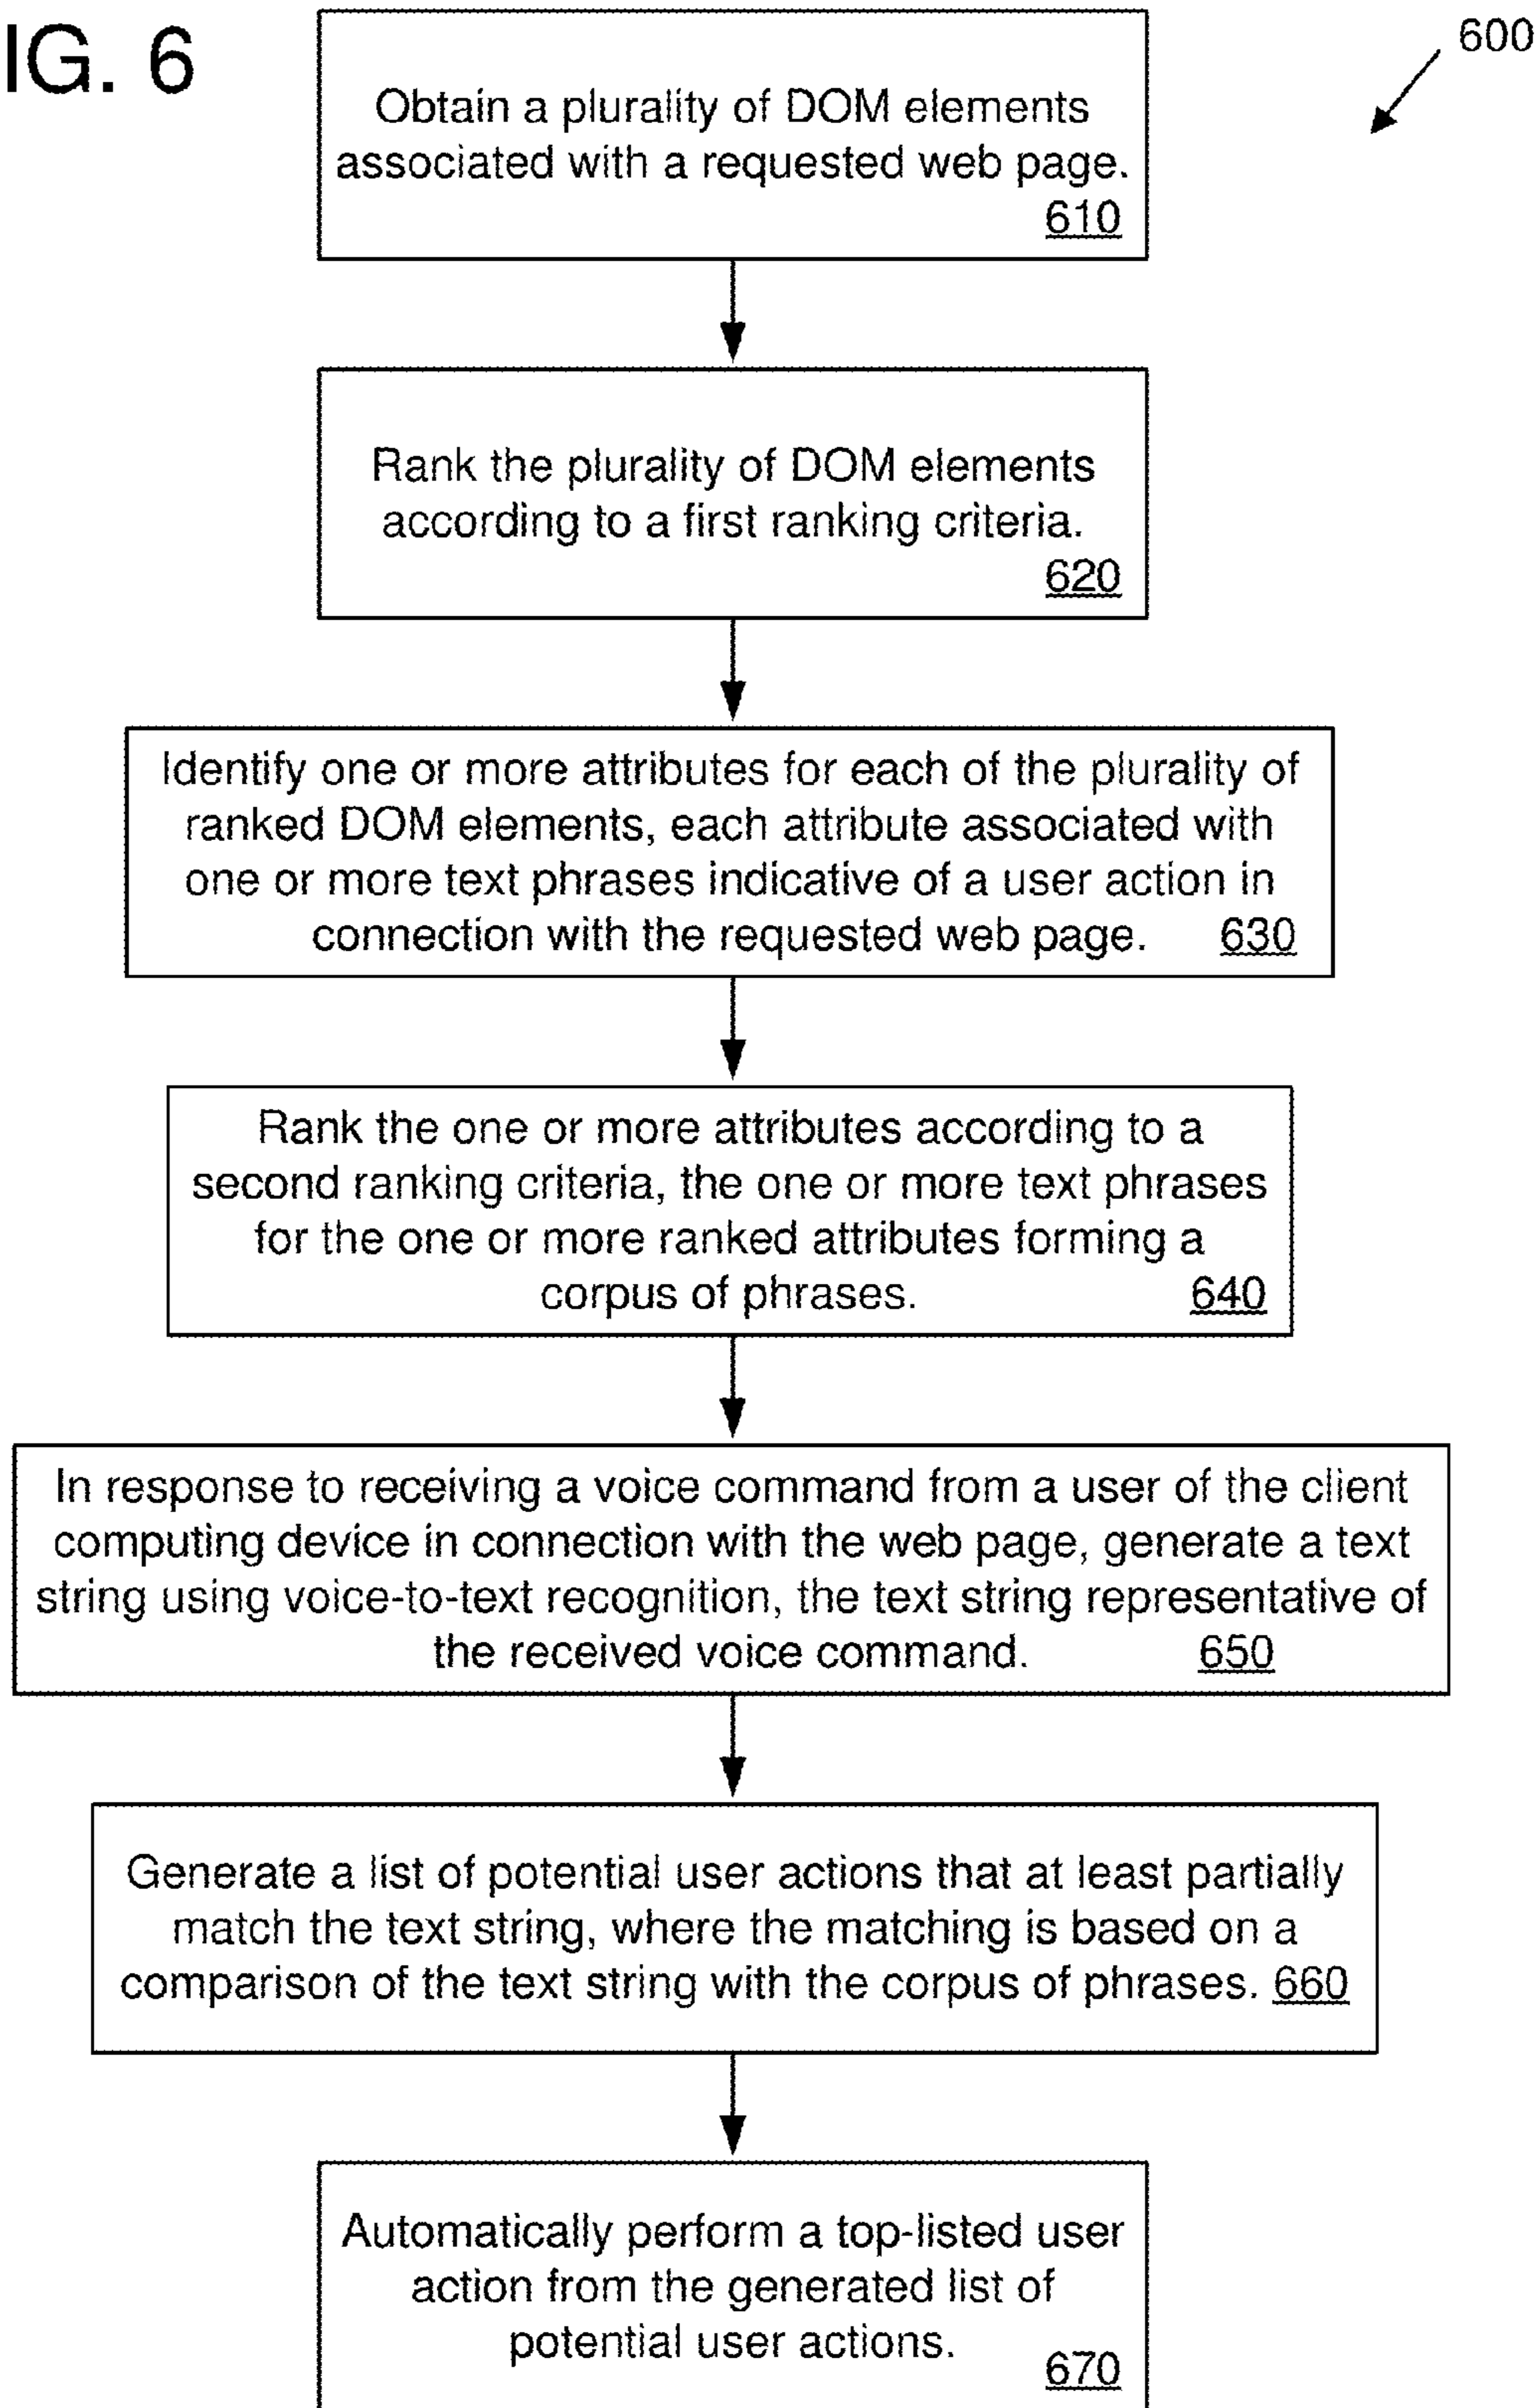 IG. 6
600
Obtain a plurality of DOM elements
associated with a requested web page.
610
Rank the plurality of DOM elements
according to a first ranking criteria.
620
Identify one or more attributes for each of the plurality of
ranked DOM elements, each attribute associated with
one or more text phrases indicative of a user action in
connection with the requested web page. 630
Rank the one or more attributes according to a
second ranking criteria, the one or more text phrases
for the one or more ranked attributes forming a
corpus of phrases. 640
In response to receiving a voice command from a user of the client
computing device in connection with the web page, generate a text
string using voice-to-text recognition, the text string representative of
the received voice command. 650
Generate a list of potential user actions that at least partially
match the text string, where the matching is based on a
comparison of the text string with the corpus of phrases. 660
Automatically perform a top-listed user
action from the generated list of
potential user actions.
670